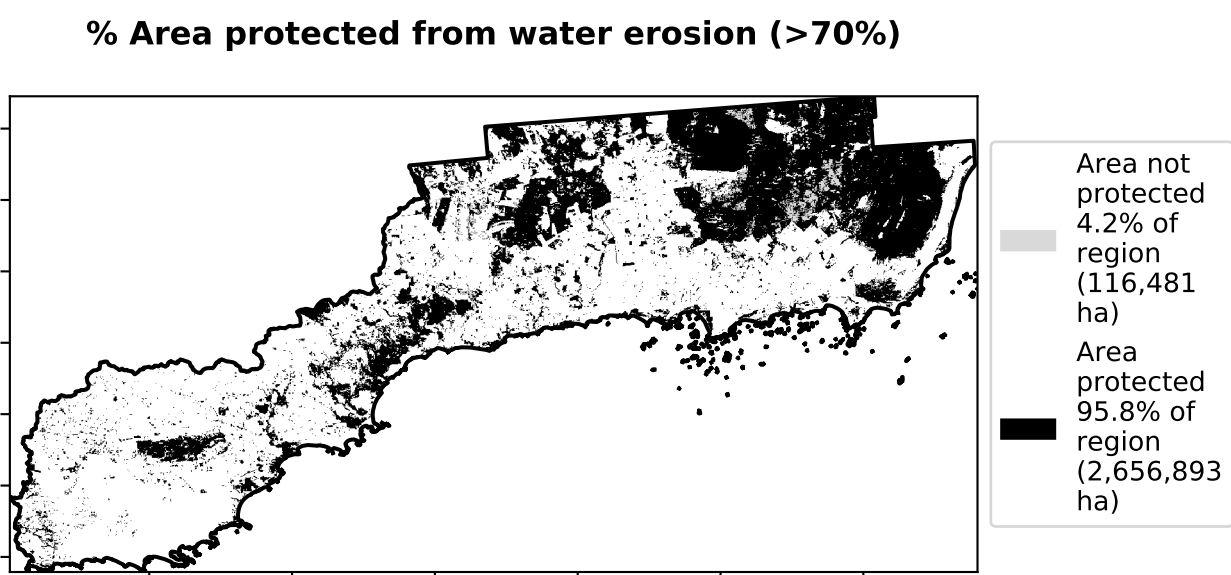 % Area protected from water erosion (>70%)
Area not
protected
4.2% of
region
(116,481
ha)
Area
protected
95.8% of
region
(2,656,893
ha)